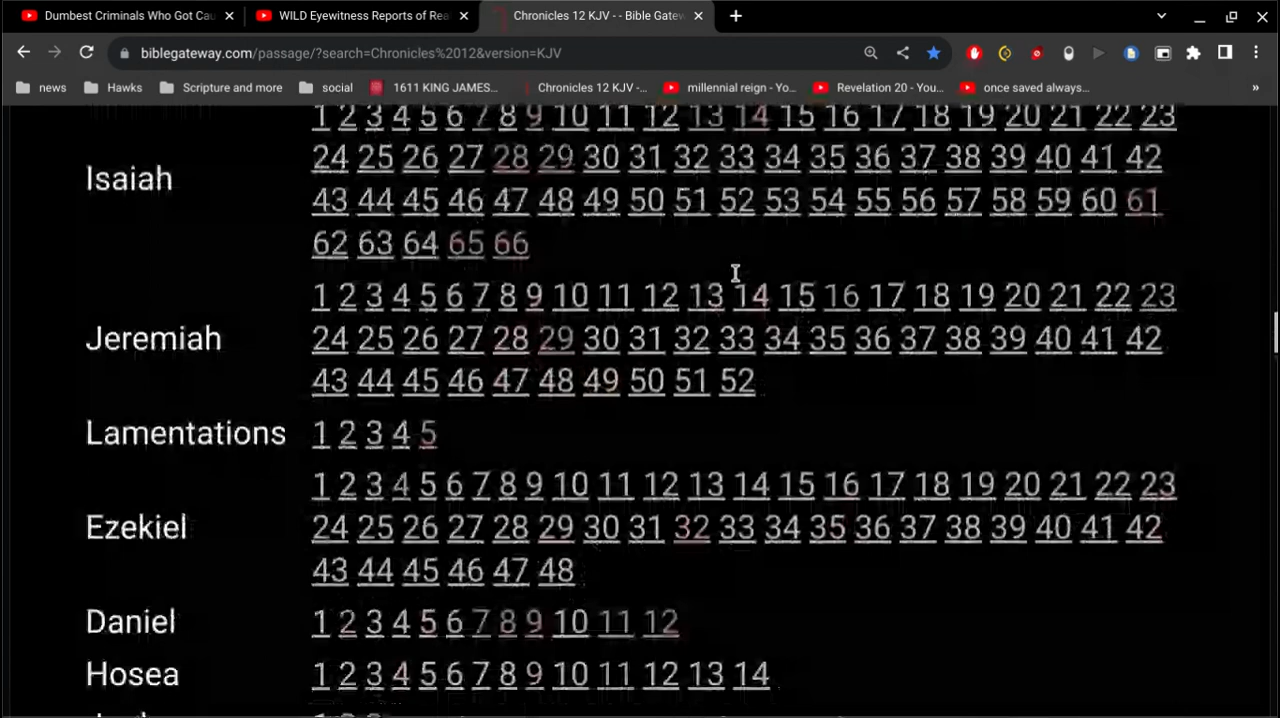 Dumbest Criminals Who Got Cau
WILD Eyewitness Reports of Rea
Chronicles 12 KJV - - Bible Gatew
biblegateway.com/passage/?search=Chronicles%2012&version=KJV
news Hawks Scripture and more social 1611 KING JAMES... Chronicles 12 KJV -... millennial reign - Yo... Revelation 20 - You... once saved always... »
1 2 3 4 5 6 7 8 9 10 11 12 13 14 15 16 17 18 19 20 21 22 23
24 25 26 27 28 29 30 31 32 33 34 35 36 37 38 39 40 41 42
Isaiah
43 44 45 46 47 48 49 50 51 52 53 54 55 56 57 58 59 60 61
62 63 64 65 66
1 2 3 4 5 6 7 8 9 10 11 12 13 14 15 16 17 18 19 20 21 22 23
Jeremiah 24 25 26 27 28 29 30 31 32 33 34 35 36 37 38 39 40 41 42
43 44 45 46 47 48 49 50 51 52
Lamentations 1 2 3 4 5
1 2 3 4 5 6 7 8 9 10 11 12 13 14 15 16 17 18 19 20 21 22 23
Ezekiel 24 25 26 27 28 29 30 31 32 33 34 35 36 37 38 39 40 41 42
43 44 45 46 47 48
Daniel 1 2 3 4 5 6 7 8 9 10 11 12
Hosea 1 2 3 4 5 6 7 8 9 10 11 12 13 14